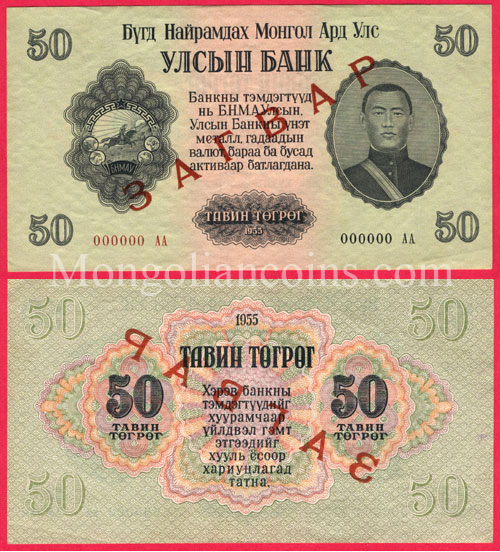 50
Бүгд Найрамдах Монгол Ард Улс
50
УЛСЫН БАНК
Банкны тэмдэгтүүд
нь Б.Н.М.А.Улсын,
Улсын Банкны үнэт
металл, гадаадын
валют, бараа ба бусад
активаар батлагдана.
БНМАУ
ЗАГВАР
ТАВИН ТӨГРӨГ
1955
50
000000 АА
000000 АА
50
Mongoliancoins.com
50
1955
50
ТАВИН ТӨГРӨГ
50
ТАВИН
ТӨГРӨГ
Хэрэв банкны
тэмдэгтүүдийг
хуурамчаар
үйлдвэл гэмт
этгээдийг
хууль ёсоор
хариунлагад
татна.
50
ТАВИН
ТӨГРӨГ
ЗАГВАР
50
50